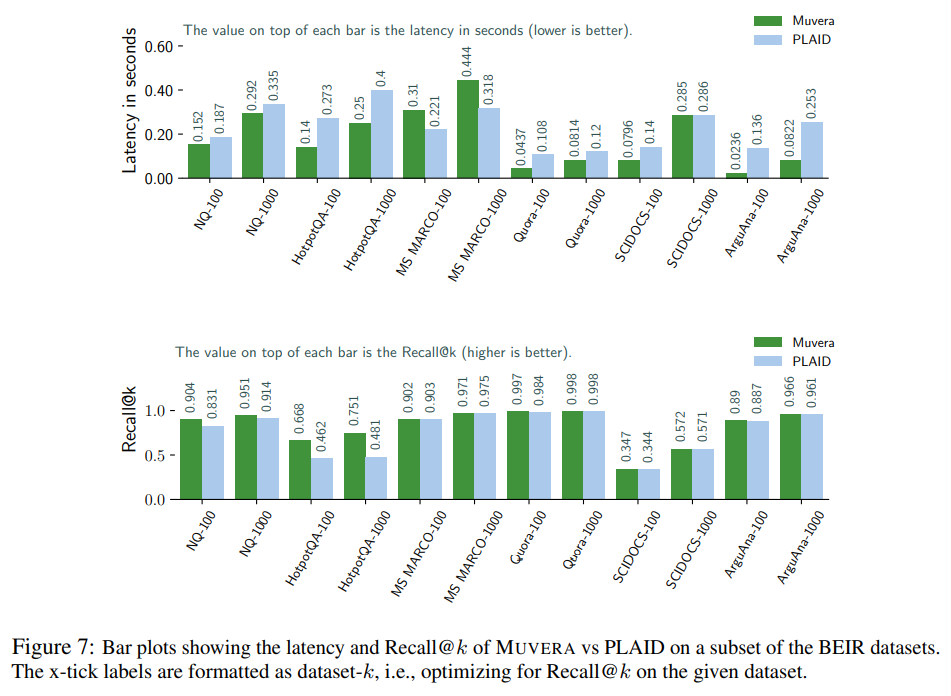 The value on top of each bar is the latency in seconds (lower is better).
Muvera
PLAID
Latency in seconds
0.60
0.40
0.20
0.00
0.152
0.187
0.292
0.335
0.14
0.273
0.25
0.4
0.31
0.221
0.444
0.318
0.0437
0.108
0.0814
0.12
0.0796
0.14
0.285
0.286
0.0236
0.136
0.0822
0.253
NQ-100
NQ-1000
HotpotQA-100
HotpotQA-1000
MS MARCO-100
MS MARCO-1000
Quora-100
Quora-1000
SCIDOCS-100
SCIDOCS-1000
ArguAna-100
ArguAna-1000
The value on top of each bar is the Recall@k (higher is better).
Muvera
PLAID
Recall@k
1.0
0.5
0.0
0.904
0.831
0.951
0.914
0.668
0.462
0.751
0.481
0.902
0.903
0.971
0.975
0.997
0.984
0.998
0.998
0.347
0.344
0.572
0.571
0.89
0.887
0.966
0.961
NQ-100
NQ-1000
HotpotQA-100
HotpotQA-1000
MS MARCO-100
MS MARCO-1000
Quora-100
Quora-1000
SCIDOCS-100
SCIDOCS-1000
ArguAna-100
ArguAna-1000
Figure 7: Bar plots showing the latency and Recall@k of MUVERA vs PLAID on a subset of the BEIR datasets.
The x-tick labels are formatted as dataset-k, i.e., optimizing for Recall@k on the given dataset.